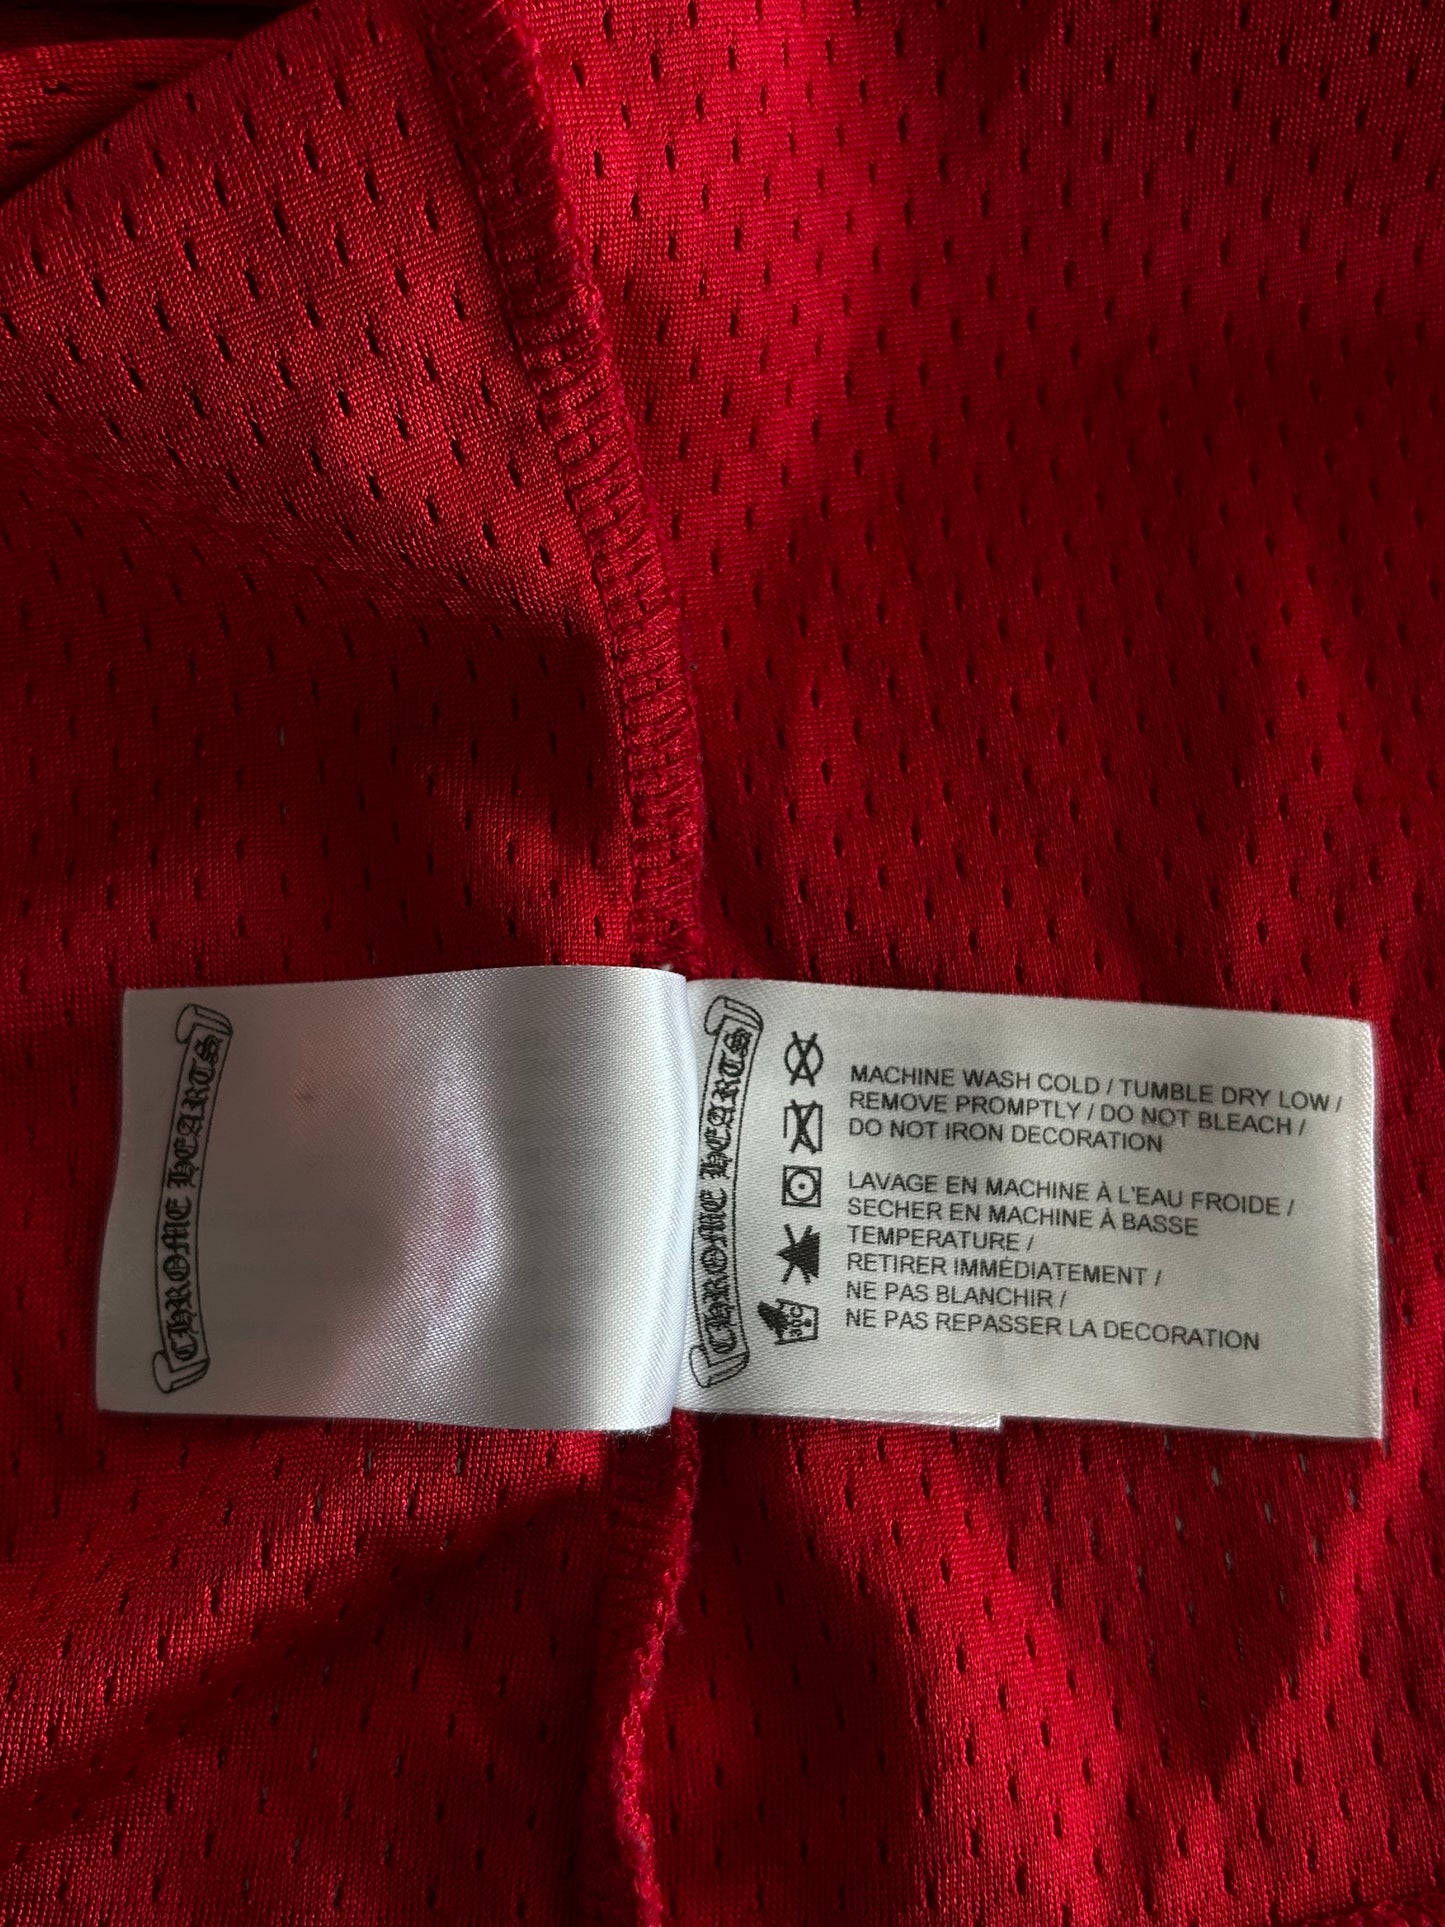 CHROME HEARTS
CHROME HEARTS
MACHINE WASH COLD / TUMBLE DRY LOW /
REMOVE PROMPTLY / DO NOT BLEACH /
DO NOT IRON DECORATION
LAVAGE EN MACHINE À L'EAU FROIDE /
SECHER EN MACHINE À BASSE
TEMPERATURE /
RETIRER IMMÉDIATEMENT /
NE PAS BLANCHIR /
NE PAS REPASSER LA DECORATION
30C